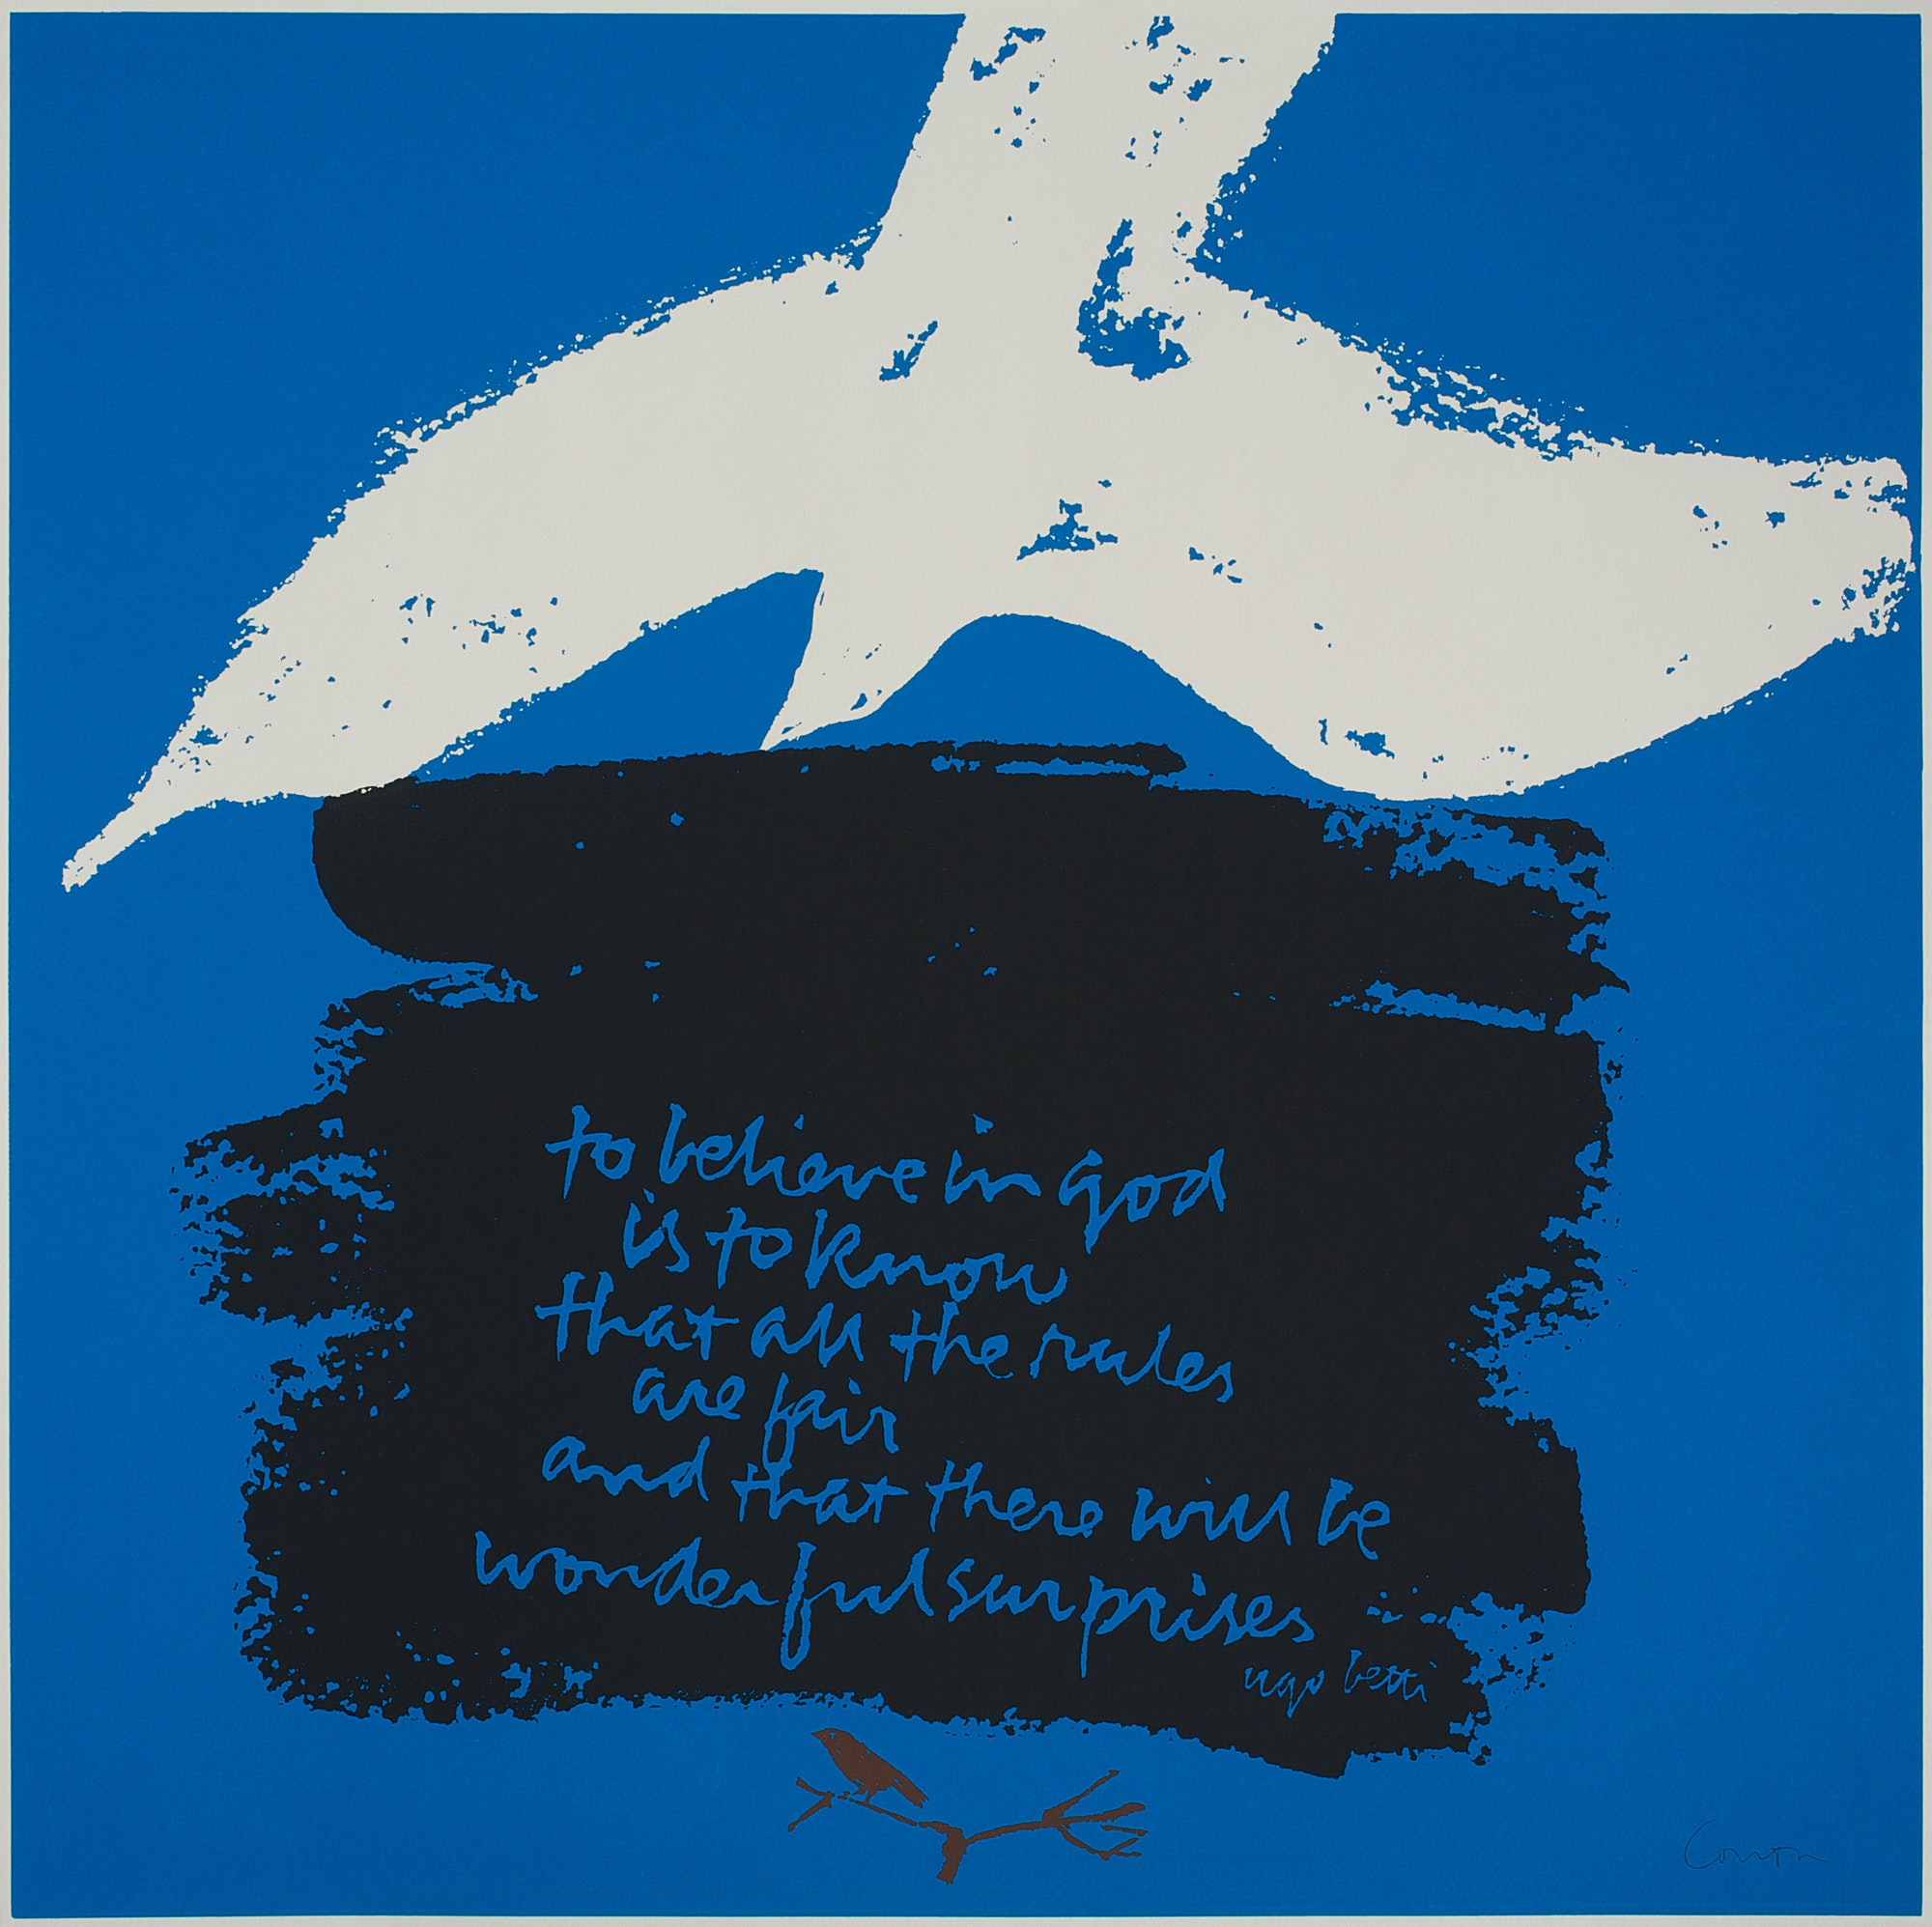 to believe in god
is to know
that all the rules
are fair
and that there will be
wonderful surprises
ugo betti
Corita